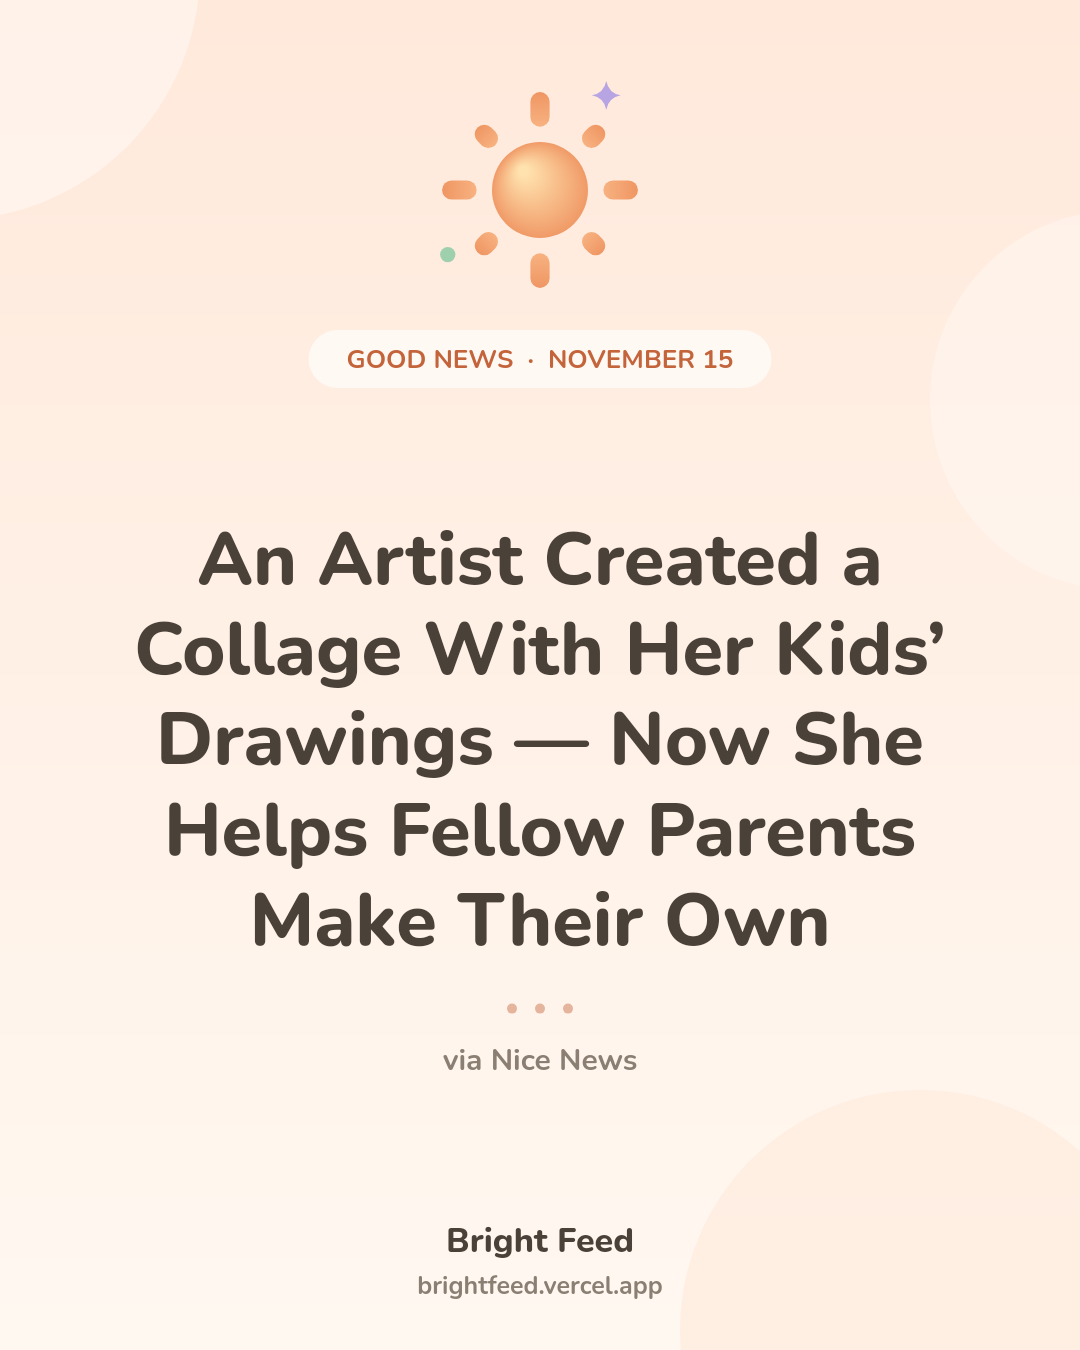 GOOD NEWS · NOVEMBER 15
An Artist Created a
Collage With Her Kids’
Drawings — Now She
Helps Fellow Parents
Make Their Own
via Nice News
Bright Feed
brightfeed.vercel.app